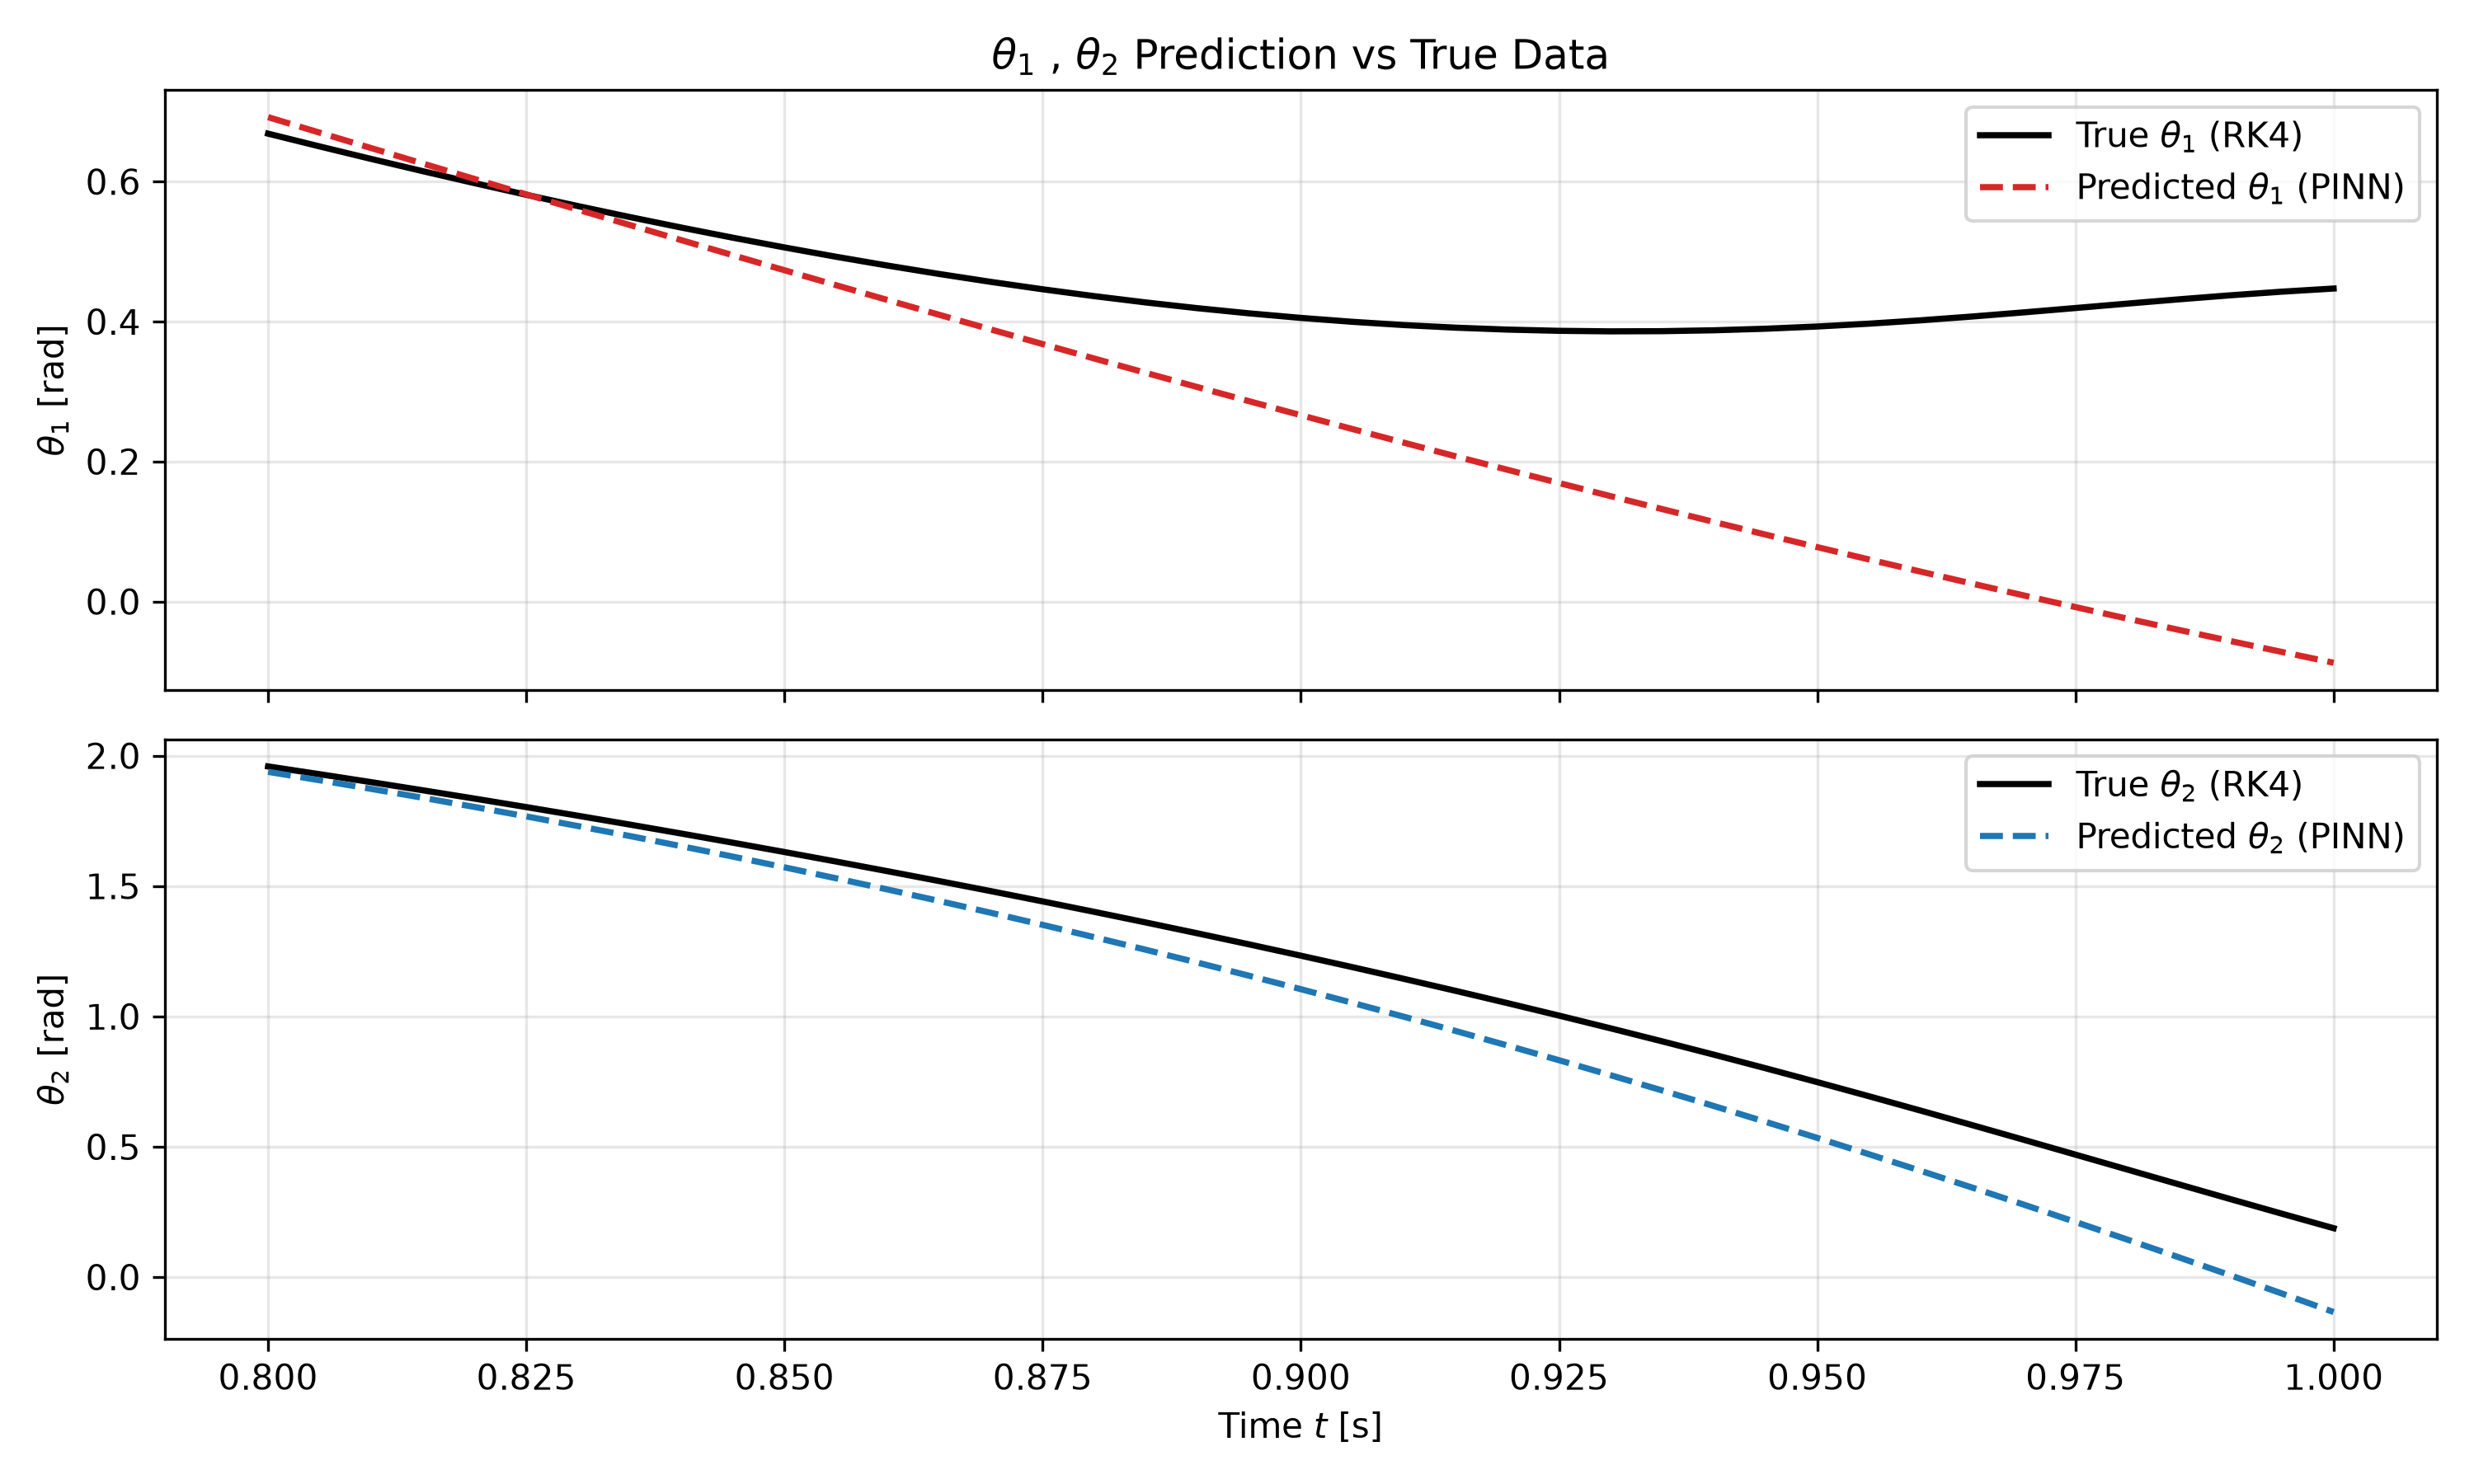 θ₁ , θ₂ Prediction vs True Data
True θ₁ (RK4)
Predicted θ₁ (PINN)
θ₁ [rad]
0.6
0.4
0.2
0.0
True θ₂ (RK4)
Predicted θ₂ (PINN)
θ₂ [rad]
2.0
1.5
1.0
0.5
0.0
0.800 0.825 0.850 0.875 0.900 0.925 0.950 0.975 1.000
Time t [s]